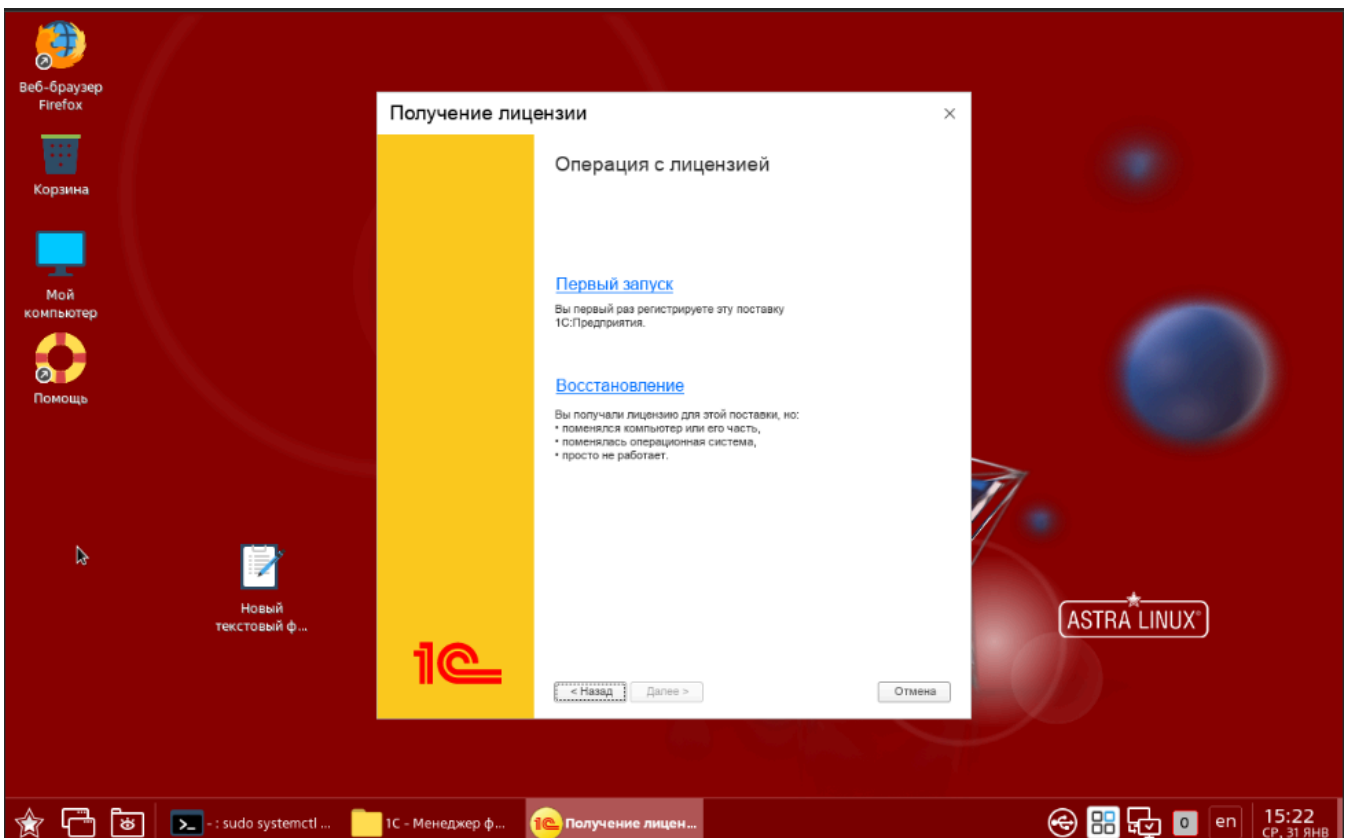 Веб-браузер
Firefox
Корзина
Мой
компьютер
Помощь
Новый
текстовый ф...
Получение лицензии
Операция с лицензией
Первый запуск
Вы первый раз регистрируете эту поставку
1С:Предприятия.
Восстановление
Вы получали лицензию для этой поставки, но:
• поменялся компьютер или его часть,
• поменялась операционная система,
• просто не работает.
1С
< Назад
Далее >
Отмена
ASTRA LINUX®
- : sudo systemctl ...
1С - Менеджер ф...
1С Получение лицен...
0
en
15:22
СР, 31 ЯНВ